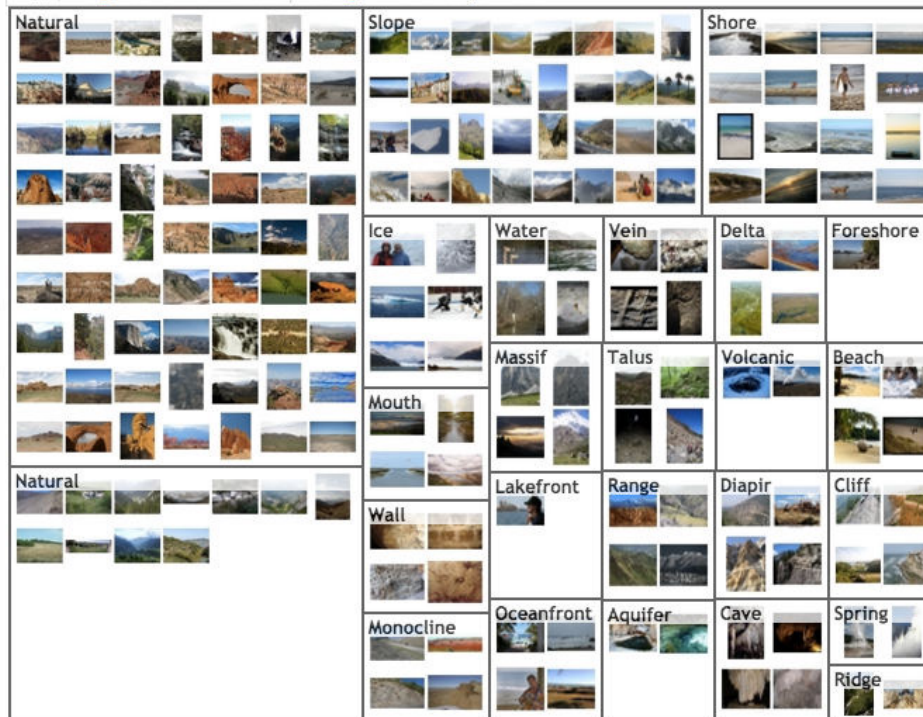 Natural
Slope
Shore
Ice
Water
Vein
Delta
Foreshore
Massif
Talus
Volcanic
Beach
Mouth
Natural
Lakefront
Range
Diapir
Cliff
Wall
Oceanfront
Aquifer
Cave
Spring
Monocline
Ridge